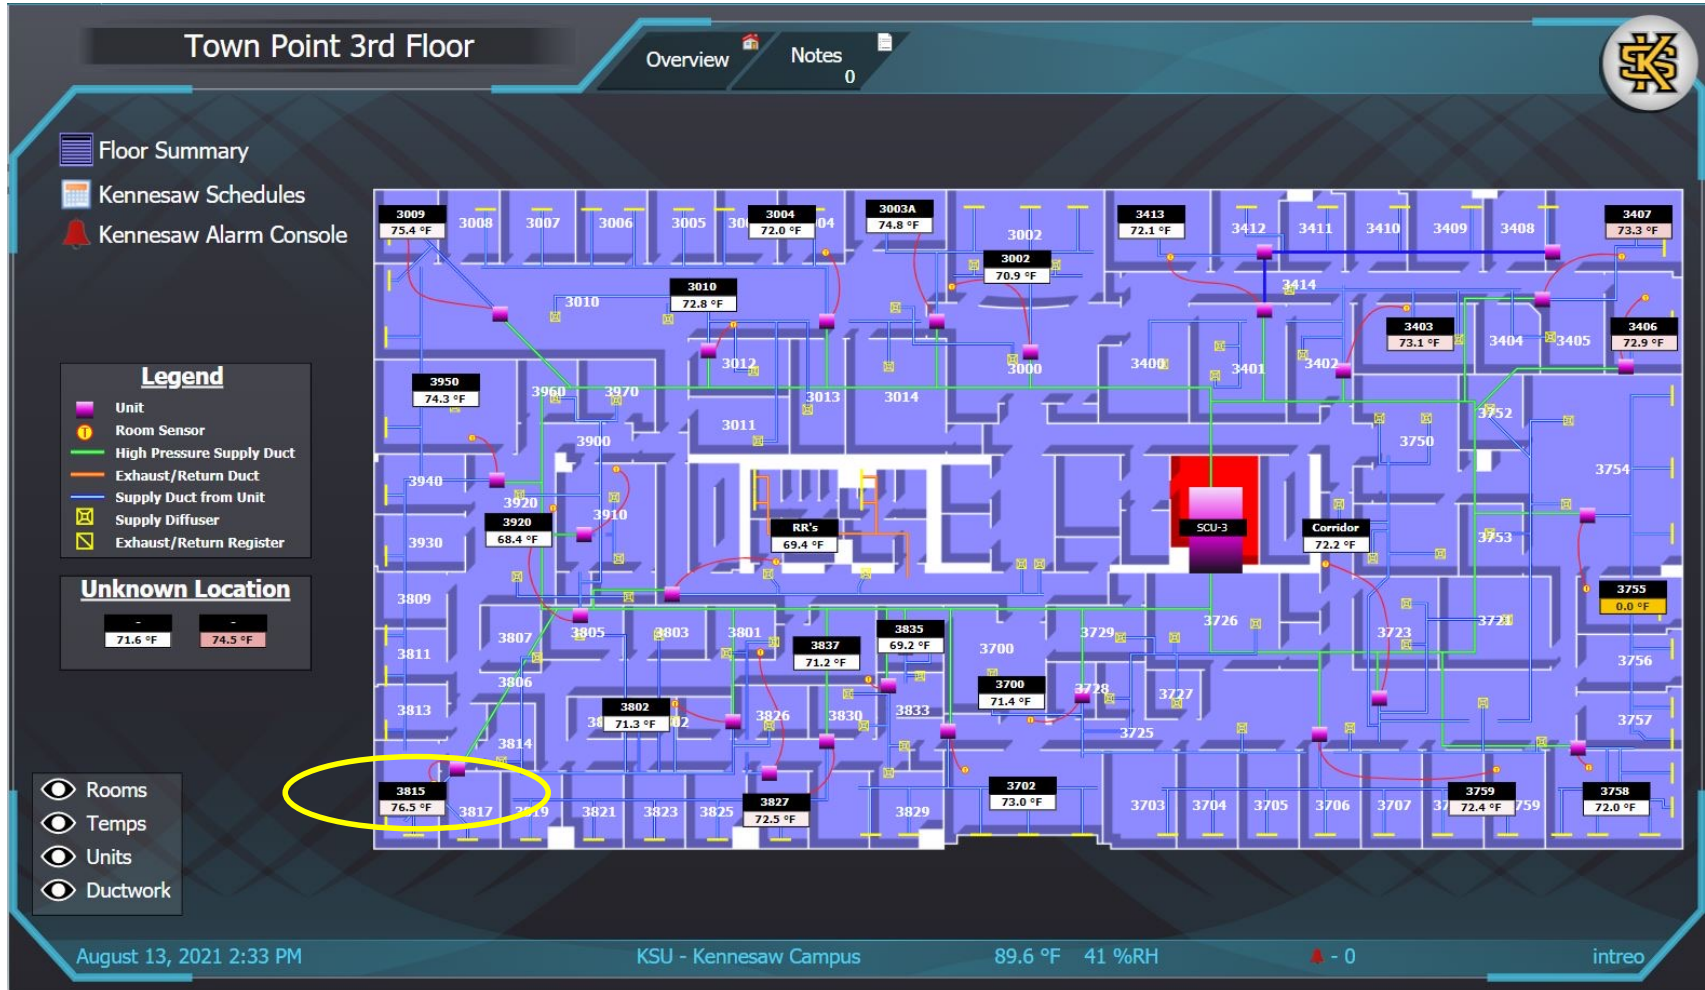 Town Point 3rd Floor
Overview
Notes
0
KSU
Floor Summary
Kennesaw Schedules
Kennesaw Alarm Console
Legend
Unit
T Room Sensor
High Pressure Supply Duct
Exhaust/Return Duct
Supply Duct from Unit
Supply Diffuser
Exhaust/Return Register
Unknown Location
- -
71.6 °F 74.5 °F
Rooms
Temps
Units
Ductwork
3009
75.4 °F
3008
3007
3006
3005
3004
72.0 °F
3003A
74.8 °F
3002
3002
70.9 °F
3413
72.1 °F
3412
3411
3410
3409
3408
3407
73.3 °F
3010
3010
72.8 °F
3414
3403
73.1 °F
3404
3405
3406
72.9 °F
3012
3000
3400
3401
3402
3950
74.3 °F
3960
3970
3013
3014
3011
3900
3750
3752
3754
3940
3920
3910
3920
68.4 °F
3930
RR's
69.4 °F
SCU-3
Corridor
72.2 °F
3753
3755
0.0 °F
3809
3807
3805
3803
3801
3837
71.2 °F
3835
69.2 °F
3700
3729
3726
3723
3721
3811
3806
3756
3700
71.4 °F
3728
3727
3813
3802
71.3 °F
3826
3830
3833
3725
3757
3814
3815
76.5 °F
3817
3819
3821
3823
3825
3827
72.5 °F
3829
3702
73.0 °F
3703
3704
3705
3706
3707
3759
72.4 °F
3758
72.0 °F
August 13, 2021 2:33 PM
KSU - Kennesaw Campus
89.6 °F 41 %RH
- 0
intreo